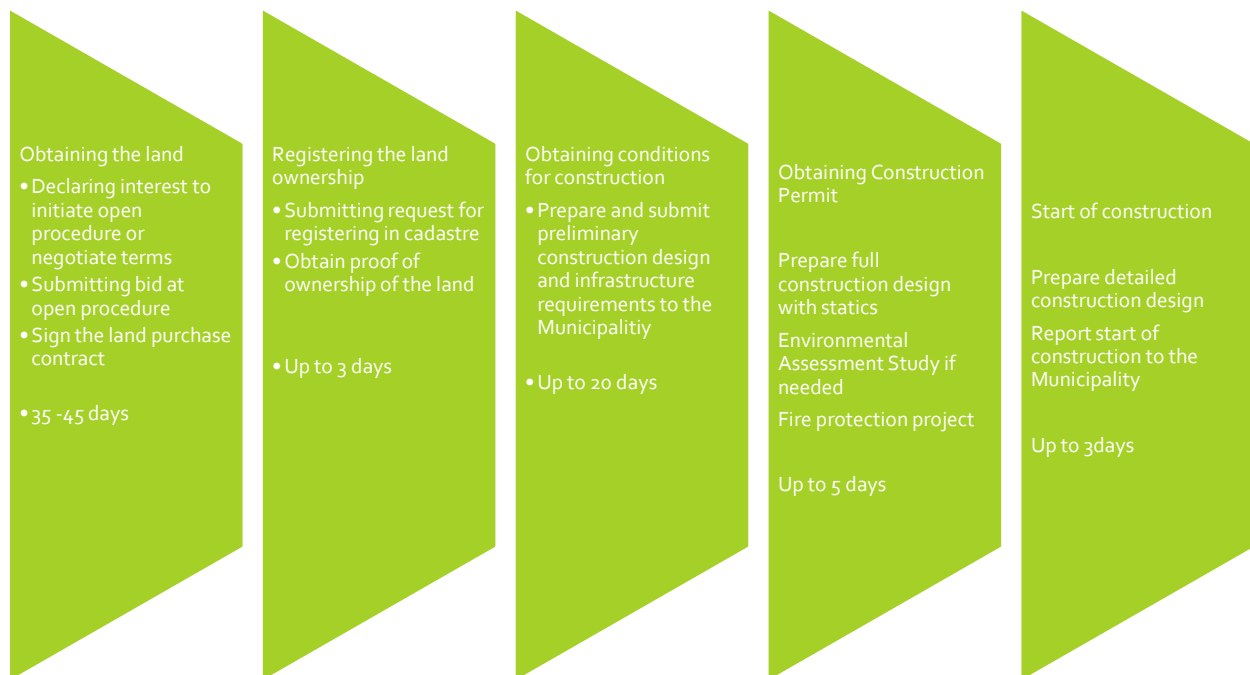 Obtaining the land
•Declaring interest to
initiate open
procedure or
negotiate terms
•Submitting bid at
open procedure
•Sign the land purchase
contract
•35 -45 days
Registering the land
ownership
•Submitting request for
registering in cadastre
•Obtain proof of
ownership of the land
•Up to 3 days
Obtaining conditions
for construction
•Prepare and submit
preliminary
construction design
and infrastructure
requirements to the
Municipalitiy
•Up to 20 days
Obtaining Construction
Permit
Prepare full
construction design
with statics
Environmental
Assessment Study if
needed
Fire protection project
Up to 5 days
Start of construction
Prepare detailed
construction design
Report start of
construction to the
Municipality
Up to 3days